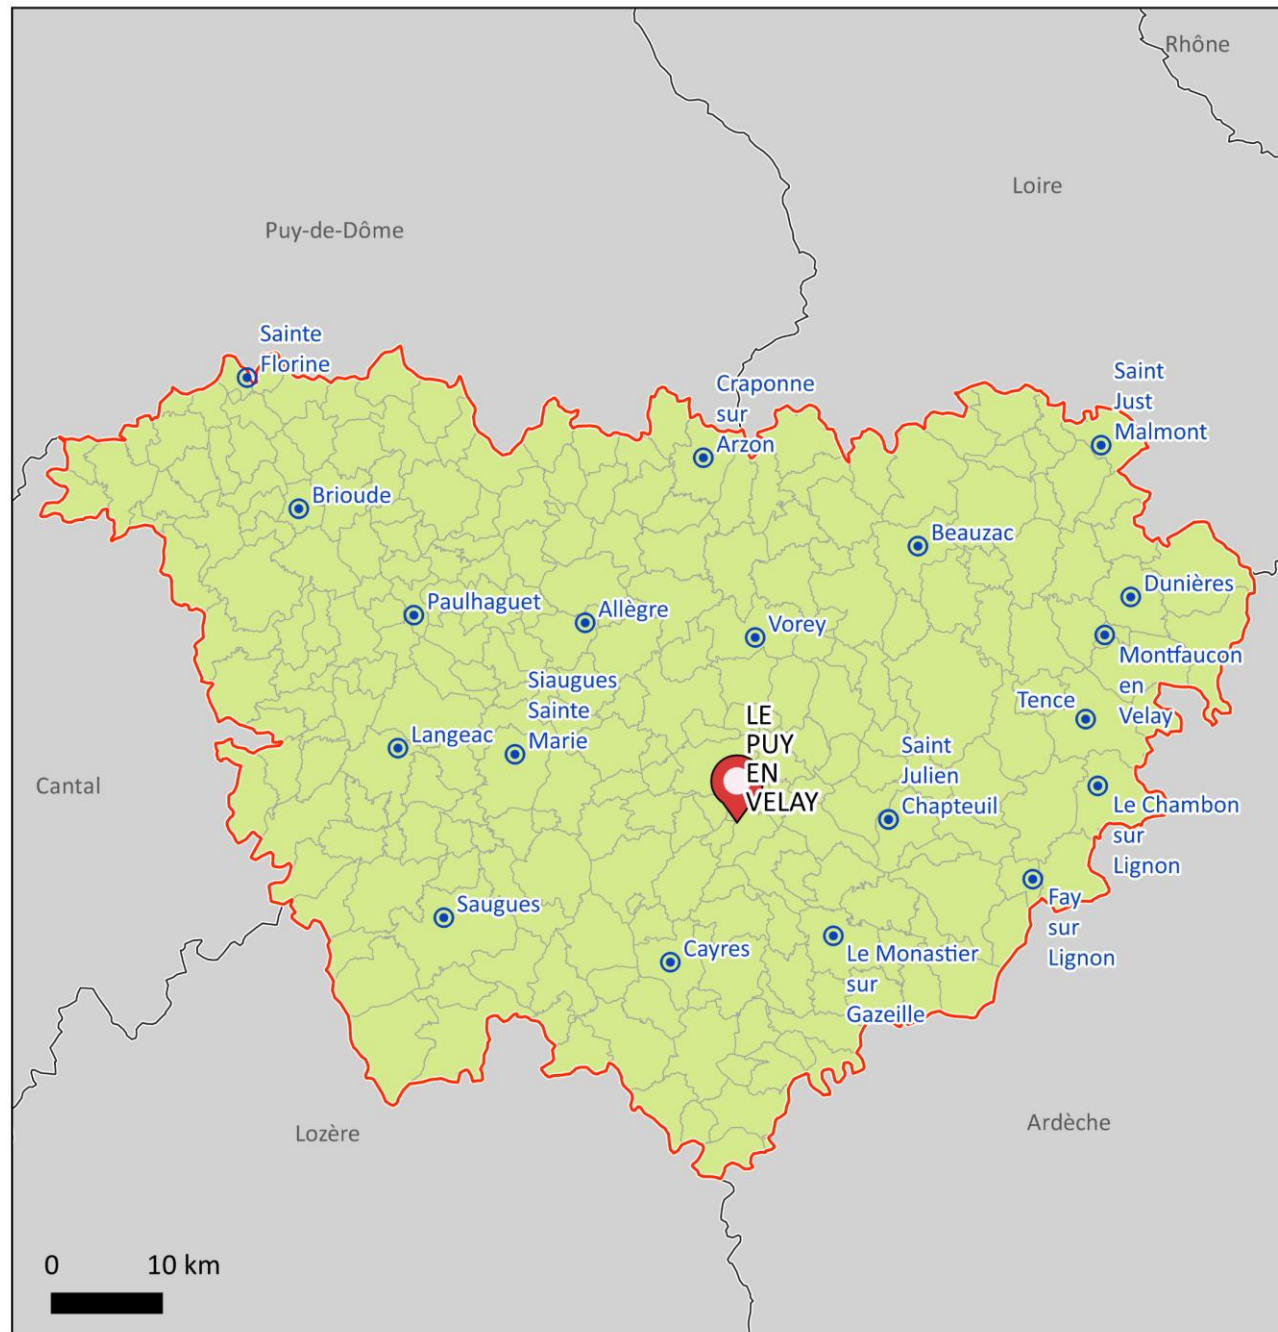 Rhône
Loire
Puy-de-Dôme
Sainte
Florine
Craponne
sur
Arzon
Saint
Just
Malmont
Brioude
Beauzac
Dunières
Paulhaguet
Allègre
Vorey
Montfaucon
en
Velay
Siaugues
Sainte
Marie
Tence
LE
PUY
EN
VELAY
Langeac
Saint
Julien
Chapteuil
Cantal
Le Chambon
sur
Lignon
Saugues
Fay
sur
Lignon
Cayres
Le Monastier
sur
Gazeille
Lozère
Ardèche
0 10 km